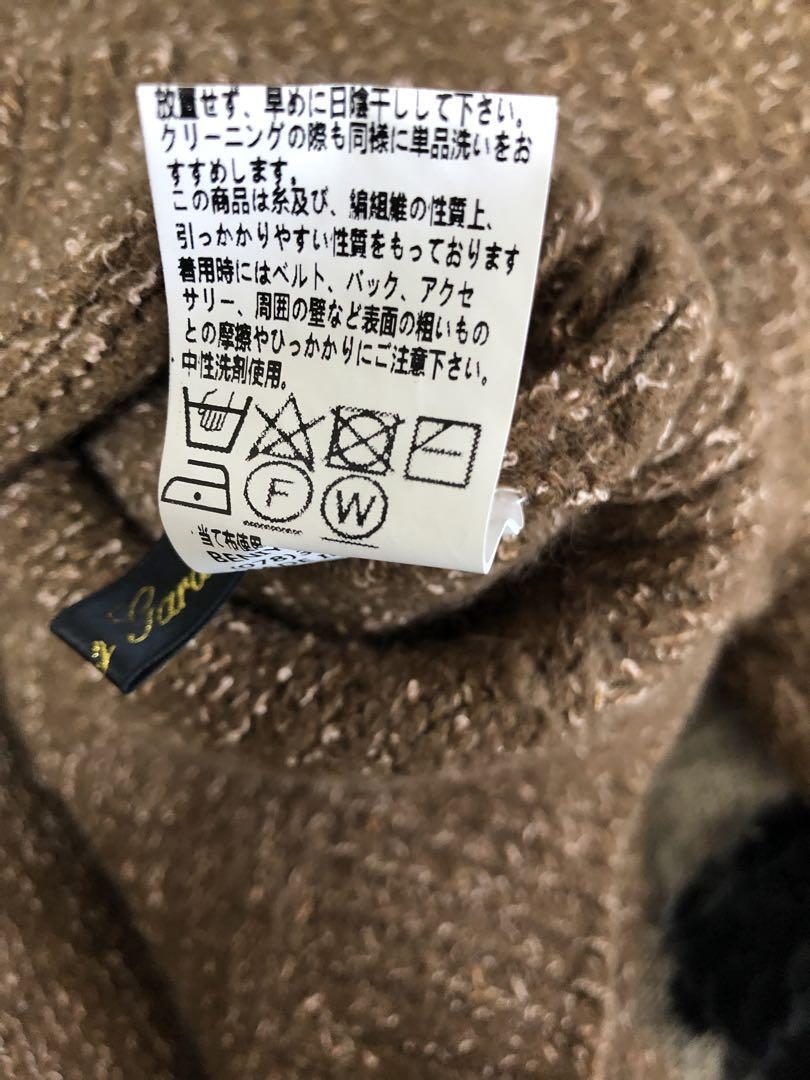 放置せず、早めに日陰干しして下さい。
クリーニングの際も同様に単品洗いをお
すすめします。
この商品は糸及び、編組織の性質上、
引っかかりやすい性質をもっております
着用時にはベルト、バック、アクセ
サリー、周囲の壁など表面の粗いもの
との摩擦やひっかかりにご注意下さい。
中性洗剤使用。
F
W
当て布使用